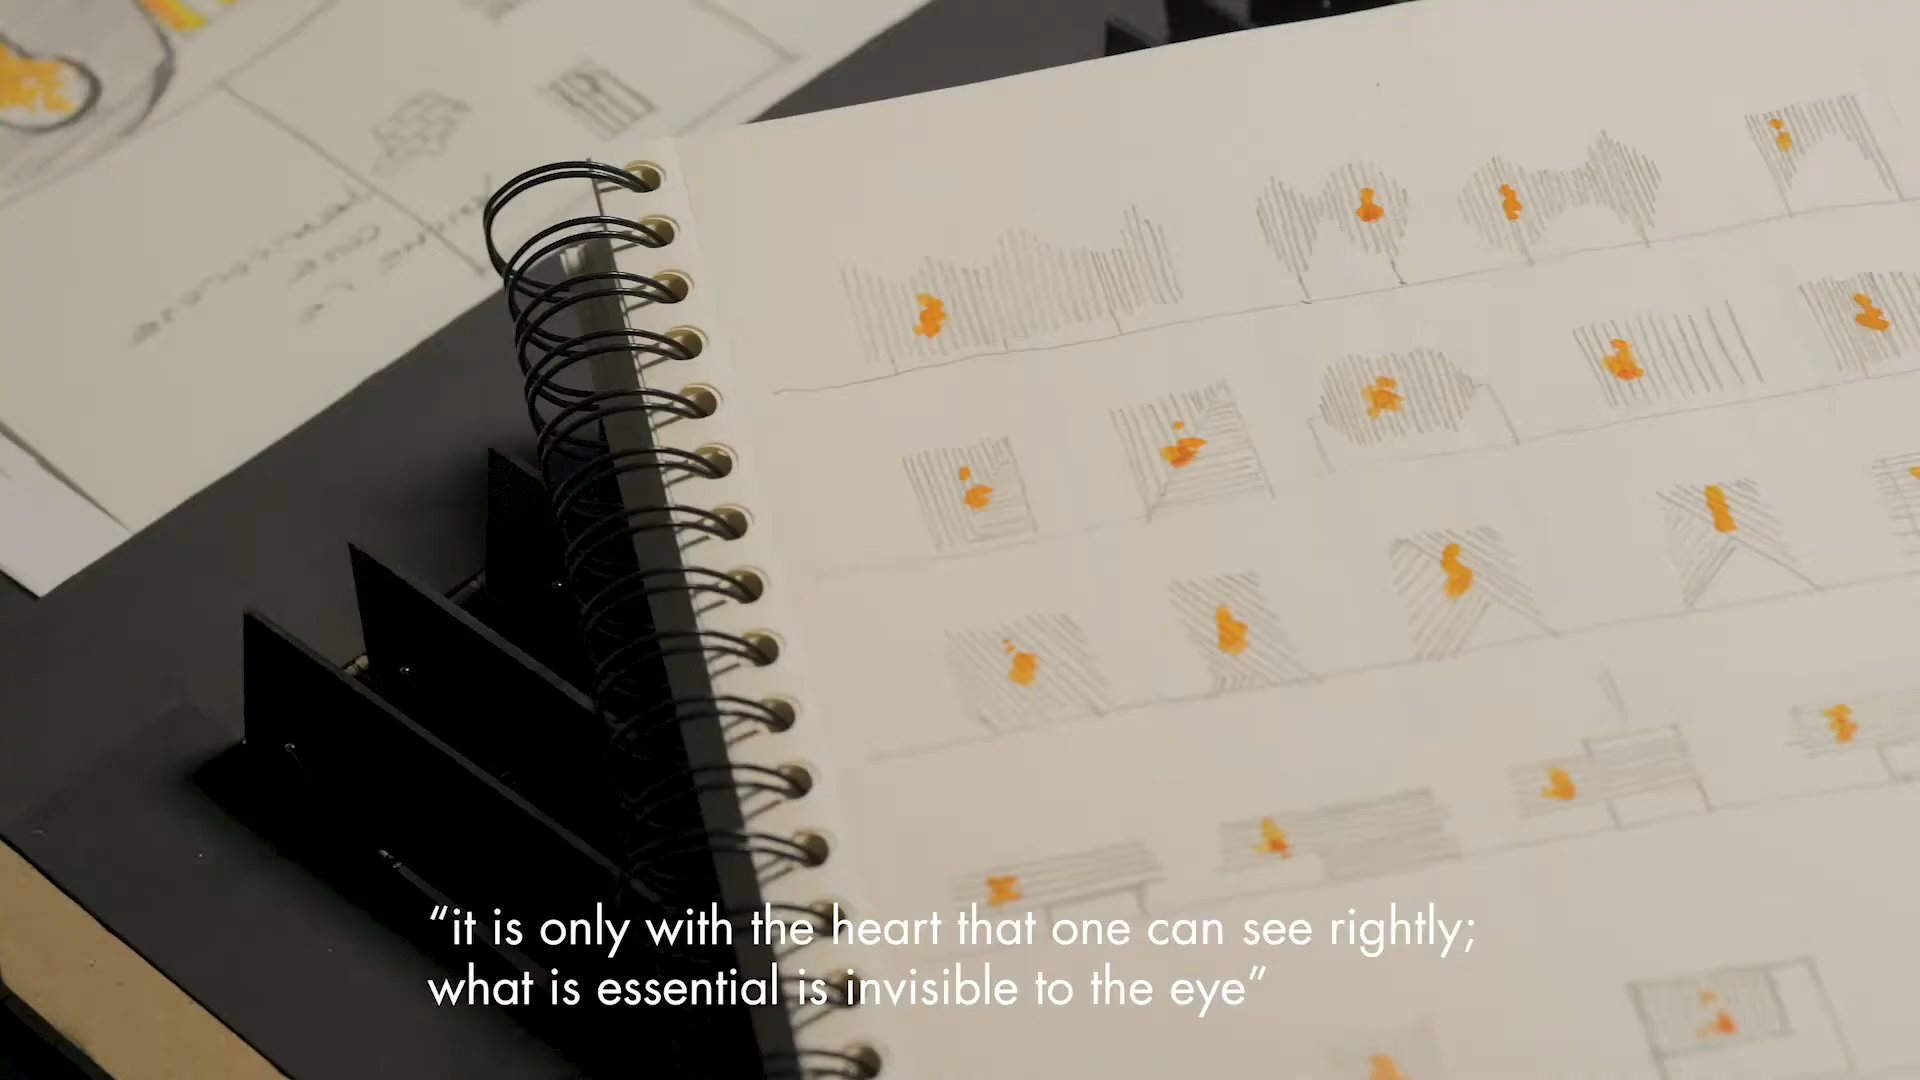 “it is only with the heart that one can see rightly;
what is essential is invisible to the eye”